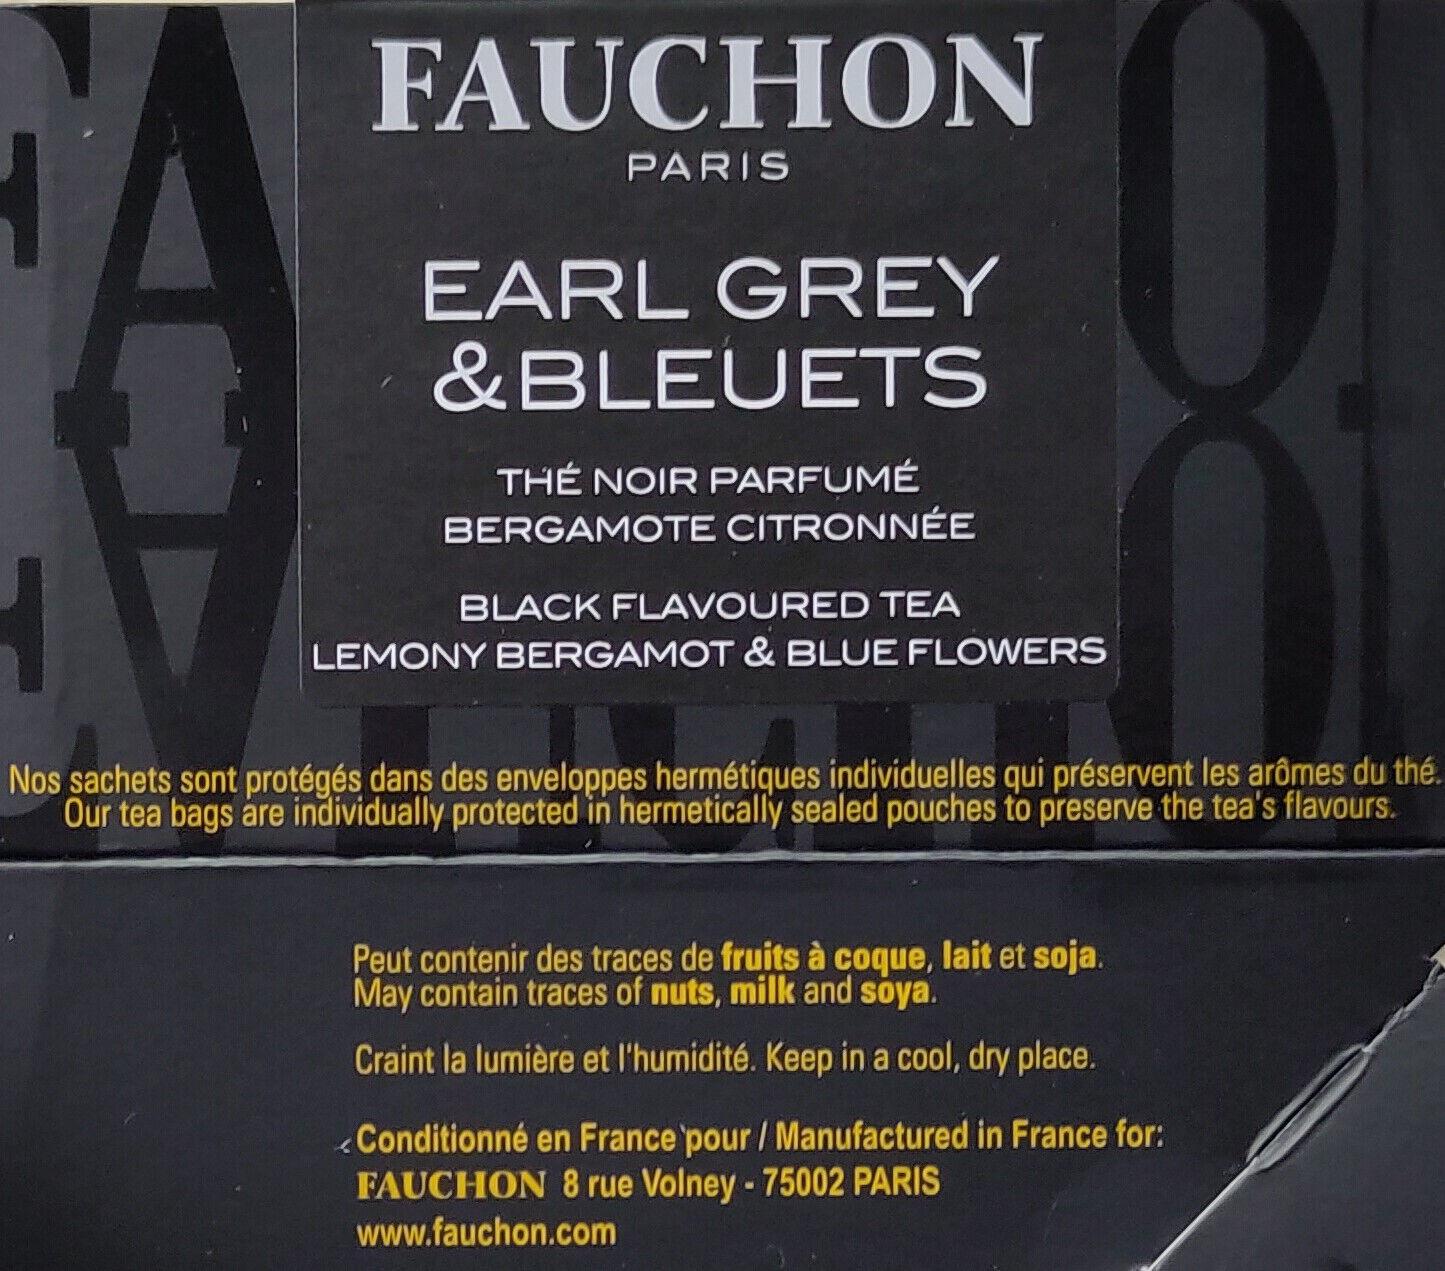 FAUCHON
PARIS
EARL GREY
&BLEUETS
THÉ NOIR PARFUMÉ
BERGAMOTE CITRONNÉE
BLACK FLAVOURED TEA
LEMONY BERGAMOT & BLUE FLOWERS
Nos sachets sont protégés dans des enveloppes hermétiques individuelles qui préservent les arômes du thé.
Our tea bags are individually protected in hermetically sealed pouches to preserve the tea's flavours.
Peut contenir des traces de fruits à coque, lait et soja.
May contain traces of nuts, milk and soya.
Craint la lumière et l'humidité. Keep in a cool, dry place.
Conditionné en France pour / Manufactured in France for:
FAUCHON 8 rue Volney - 75002 PARIS
www.fauchon.com